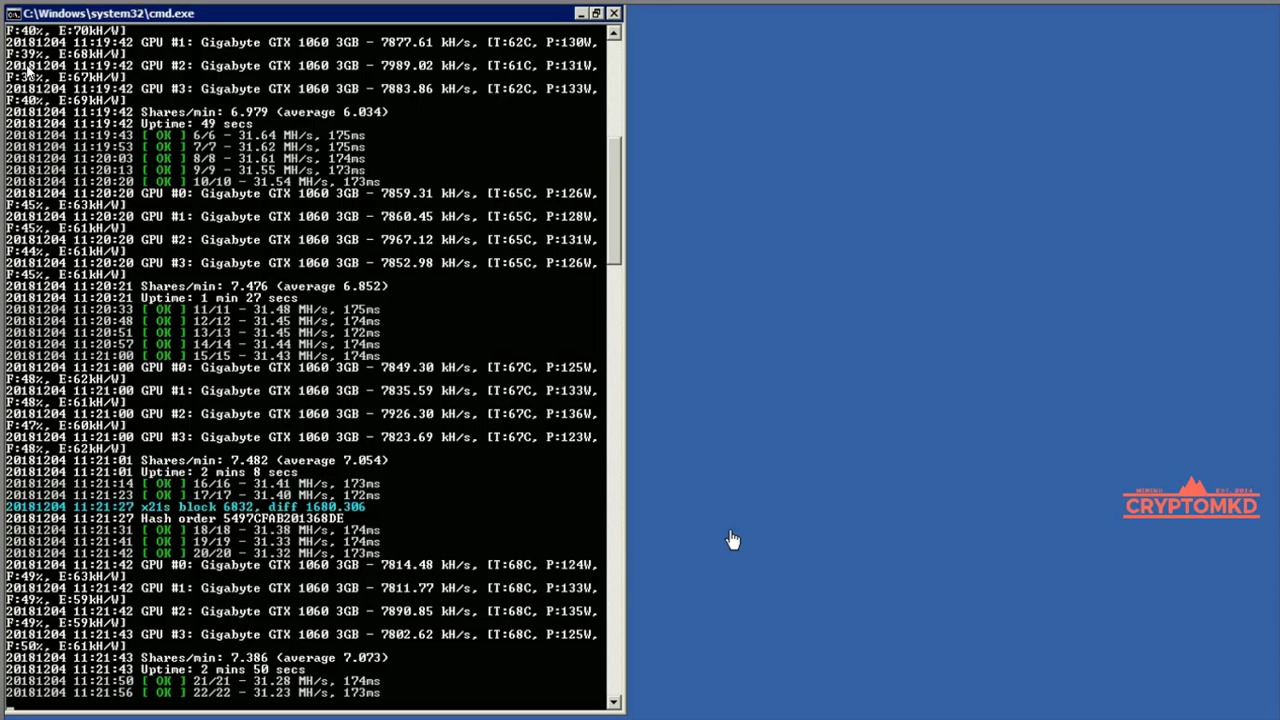 C:\Windows\system32\cmd.exe
F:40%, E:70kH/W]
20181204 11:19:42 GPU #1: Gigabyte GTX 1060 3GB - 7877.61 kH/s, [T:62C, P:130W,
F:39%, E:68kH/W]
20181204 11:19:42 GPU #2: Gigabyte GTX 1060 3GB - 7989.02 kH/s, [T:61C, P:131W,
F:38%, E:67kH/W]
20181204 11:19:42 GPU #3: Gigabyte GTX 1060 3GB - 7883.86 kH/s, [T:62C, P:133W,
F:40%, E:69kH/W]
20181204 11:19:42 Shares/min: 6.979 (average 6.034)
20181204 11:19:42 Uptime: 49 secs
20181204 11:19:43 [ OK ] 6/6 - 31.64 MH/s, 175ms
20181204 11:19:53 [ OK ] 7/7 - 31.62 MH/s, 175ms
20181204 11:20:03 [ OK ] 8/8 - 31.61 MH/s, 174ms
20181204 11:20:13 [ OK ] 9/9 - 31.55 MH/s, 173ms
20181204 11:20:20 [ OK ] 10/10 - 31.54 MH/s, 173ms
20181204 11:20:20 GPU #0: Gigabyte GTX 1060 3GB - 7859.31 kH/s, [T:65C, P:126W,
F:45%, E:63kH/W]
20181204 11:20:20 GPU #1: Gigabyte GTX 1060 3GB - 7860.45 kH/s, [T:65C, P:128W,
F:45%, E:61kH/W]
20181204 11:20:20 GPU #2: Gigabyte GTX 1060 3GB - 7967.12 kH/s, [T:65C, P:131W,
F:44%, E:61kH/W]
20181204 11:20:20 GPU #3: Gigabyte GTX 1060 3GB - 7852.98 kH/s, [T:65C, P:126W,
F:45%, E:61kH/W]
20181204 11:20:21 Shares/min: 7.476 (average 6.852)
20181204 11:20:21 Uptime: 1 min 27 secs
20181204 11:20:33 [ OK ] 11/11 - 31.48 MH/s, 175ms
20181204 11:20:48 [ OK ] 12/12 - 31.45 MH/s, 174ms
20181204 11:20:51 [ OK ] 13/13 - 31.45 MH/s, 172ms
20181204 11:20:57 [ OK ] 14/14 - 31.44 MH/s, 174ms
20181204 11:21:00 [ OK ] 15/15 - 31.43 MH/s, 174ms
20181204 11:21:00 GPU #0: Gigabyte GTX 1060 3GB - 7849.30 kH/s, [T:67C, P:125W,
F:48%, E:62kH/W]
20181204 11:21:00 GPU #1: Gigabyte GTX 1060 3GB - 7835.59 kH/s, [T:67C, P:133W,
F:48%, E:61kH/W]
20181204 11:21:00 GPU #2: Gigabyte GTX 1060 3GB - 7926.30 kH/s, [T:67C, P:136W,
F:47%, E:60kH/W]
20181204 11:21:00 GPU #3: Gigabyte GTX 1060 3GB - 7823.69 kH/s, [T:67C, P:123W,
F:48%, E:62kH/W]
20181204 11:21:01 Shares/min: 7.482 (average 7.054)
20181204 11:21:01 Uptime: 2 mins 8 secs
20181204 11:21:14 [ OK ] 16/16 - 31.41 MH/s, 173ms
20181204 11:21:23 [ OK ] 17/17 - 31.40 MH/s, 172ms
20181204 11:21:27 x21s block 6832, diff 1680.306
20181204 11:21:27 Hash order 5497CFAB201368DE
20181204 11:21:31 [ OK ] 18/18 - 31.38 MH/s, 174ms
20181204 11:21:41 [ OK ] 19/19 - 31.33 MH/s, 174ms
20181204 11:21:42 [ OK ] 20/20 - 31.32 MH/s, 173ms
20181204 11:21:42 GPU #0: Gigabyte GTX 1060 3GB - 7814.48 kH/s, [T:68C, P:124W,
F:49%, E:63kH/W]
20181204 11:21:42 GPU #1: Gigabyte GTX 1060 3GB - 7811.77 kH/s, [T:68C, P:133W,
F:49%, E:59kH/W]
20181204 11:21:42 GPU #2: Gigabyte GTX 1060 3GB - 7890.85 kH/s, [T:68C, P:135W,
F:49%, E:59kH/W]
20181204 11:21:43 GPU #3: Gigabyte GTX 1060 3GB - 7802.62 kH/s, [T:68C, P:125W,
F:50%, E:61kH/W]
20181204 11:21:43 Shares/min: 7.386 (average 7.073)
20181204 11:21:43 Uptime: 2 mins 50 secs
20181204 11:21:50 [ OK ] 21/21 - 31.28 MH/s, 174ms
20181204 11:21:56 [ OK ] 22/22 - 31.23 MH/s, 173ms
MINING EST. 2014
CRYPTOMKD